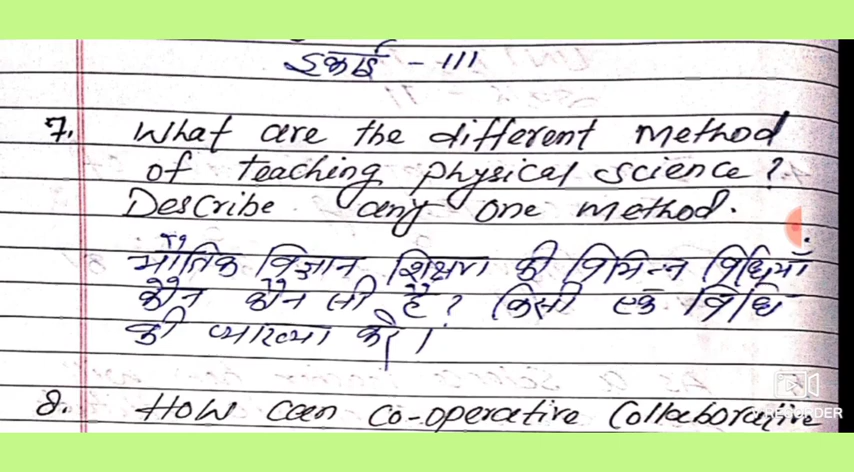 इकाई - III
7. What are the different method
of teaching physical science?
Describe any one method.
भौतिक विज्ञान शिक्षण की विभिन्न विधियाँ
कौन कौन सी है? किसी एक विधि
की व्याख्या करें।
8. How can co-operative collaborative
RECORDER